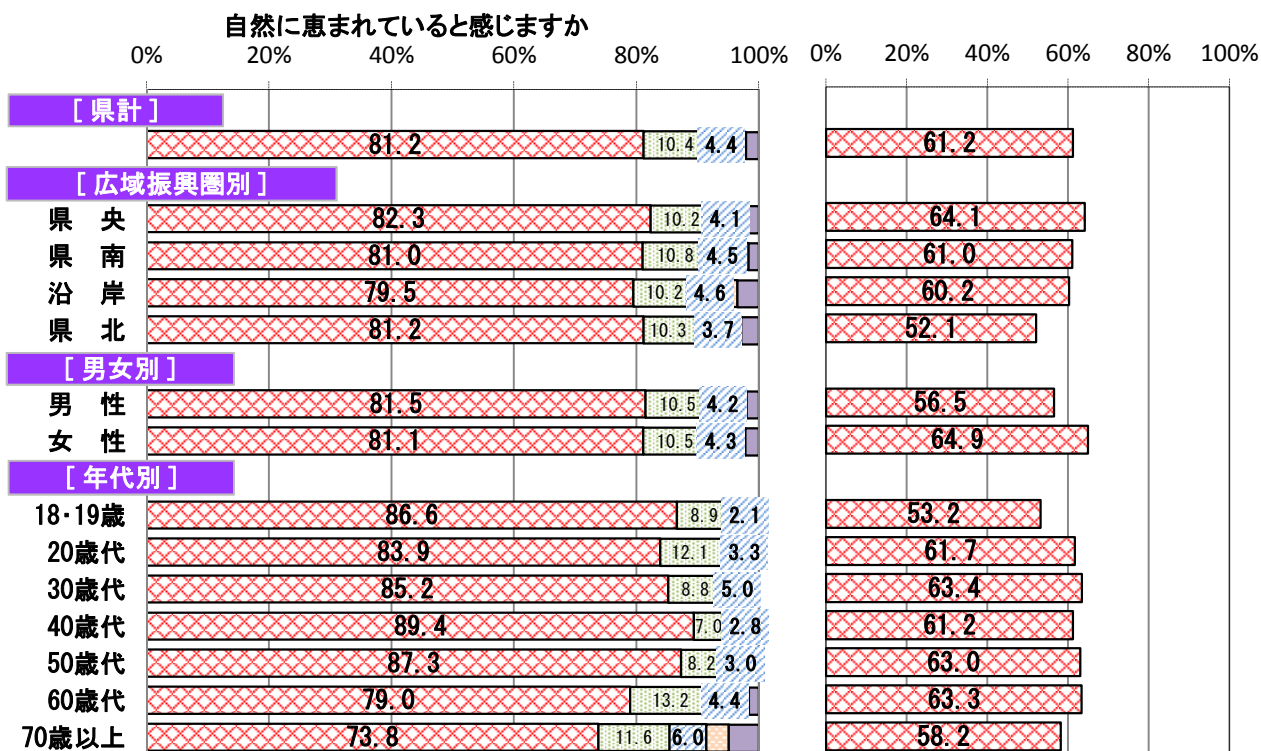 自然に恵まれていると感じますか
0% 20% 40% 60% 80% 100% 0% 20% 40% 60% 80% 100%
[ 県計 ]
81.2 10.4 4.4 61.2
[ 広域振興圏別 ]
県 央 82.3 10.2 4.1 64.1
県 南 81.0 10.8 4.5 61.0
沿 岸 79.5 10.2 4.6 60.2
県 北 81.2 10.3 3.7 52.1
[ 男女別 ]
男 性 81.5 10.5 4.2 56.5
女 性 81.1 10.5 4.3 64.9
[ 年代別 ]
18・19歳 86.6 8.9 2.1 53.2
20歳代 83.9 12.1 3.3 61.7
30歳代 85.2 8.8 5.0 63.4
40歳代 89.4 7.0 2.8 61.2
50歳代 87.3 8.2 3.0 63.0
60歳代 79.0 13.2 4.4 63.3
70歳以上 73.8 11.6 6.0 58.2